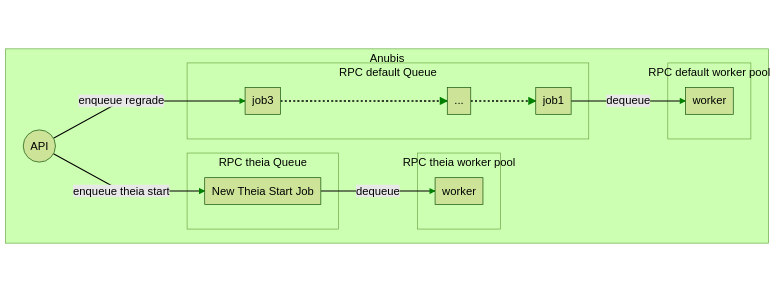 Anubis
RPC default Queue
RPC default worker pool
enqueue regrade
job3
...
job1
dequeue
worker
API
RPC theia Queue
RPC theia worker pool
enqueue theia start
New Theia Start Job
dequeue
worker